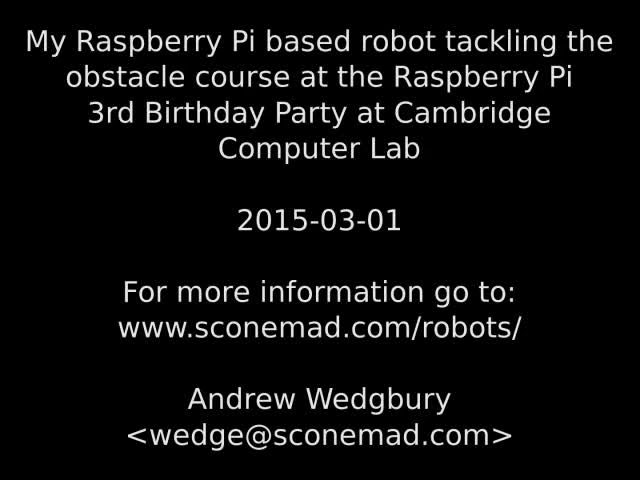 My Raspberry Pi based robot tackling the
obstacle course at the Raspberry Pi
3rd Birthday Party at Cambridge
Computer Lab
2015-03-01
For more information go to:
www.sconemad.com/robots/
Andrew Wedgbury
<wedge@sconemad.com>